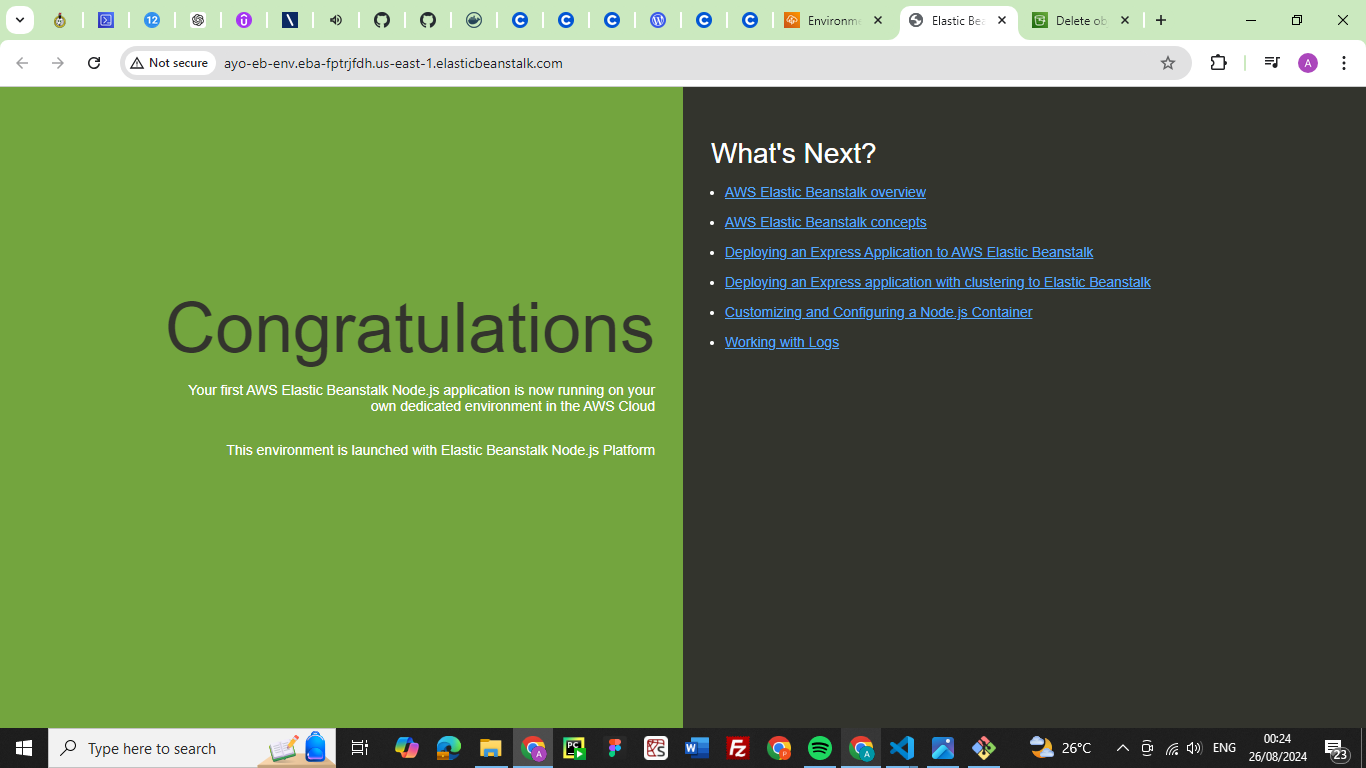 12
Environme
Elastic Bea
Delete ob
Not secure
ayo-eb-env.eba-fptrjfdh.us-east-1.elasticbeanstalk.com
A
Congratulations
Your first AWS Elastic Beanstalk Node.js application is now running on your
own dedicated environment in the AWS Cloud
This environment is launched with Elastic Beanstalk Node.js Platform
What's Next?
AWS Elastic Beanstalk overview
AWS Elastic Beanstalk concepts
Deploying an Express Application to AWS Elastic Beanstalk
Deploying an Express application with clustering to Elastic Beanstalk
Customizing and Configuring a Node.js Container
Working with Logs
Type here to search
26°C
ENG
00:24
26/08/2024
23